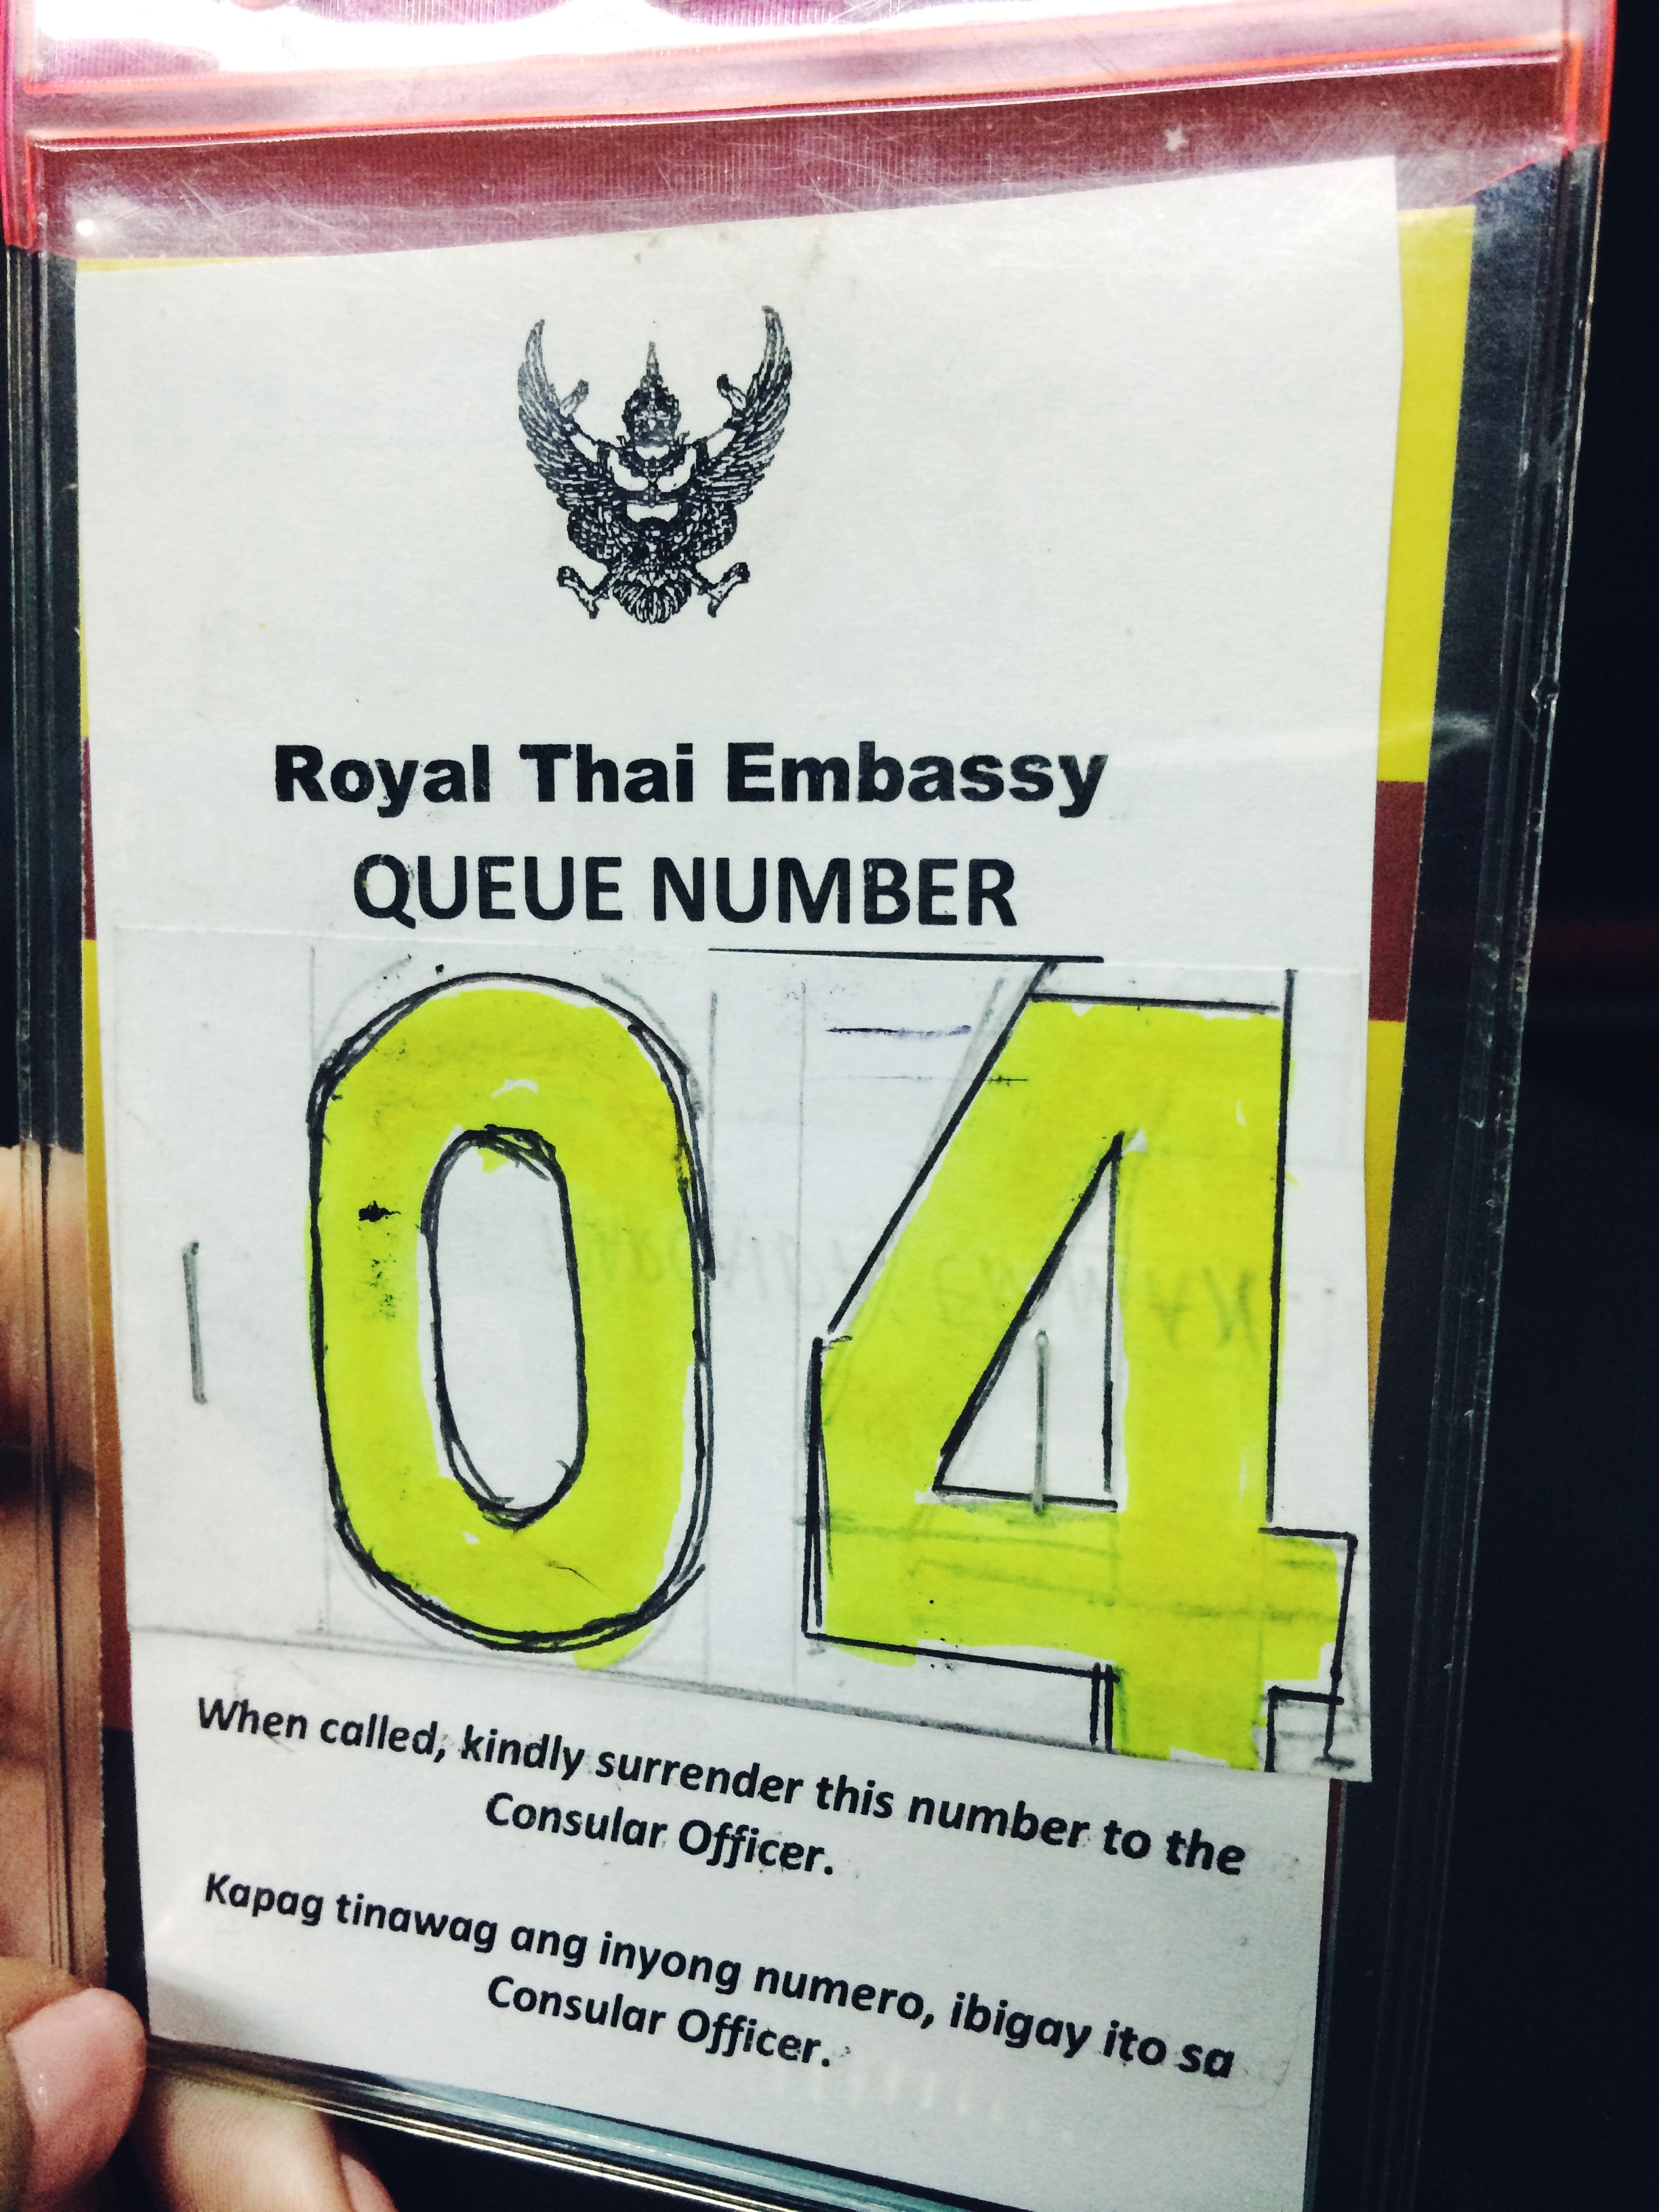 Royal Thai Embassy
QUEUE NUMBER
04
When called, kindly surrender this number to the
Consular Officer.
Kapag tinawag ang inyong numero, ibigay ito sa
Consular Officer.